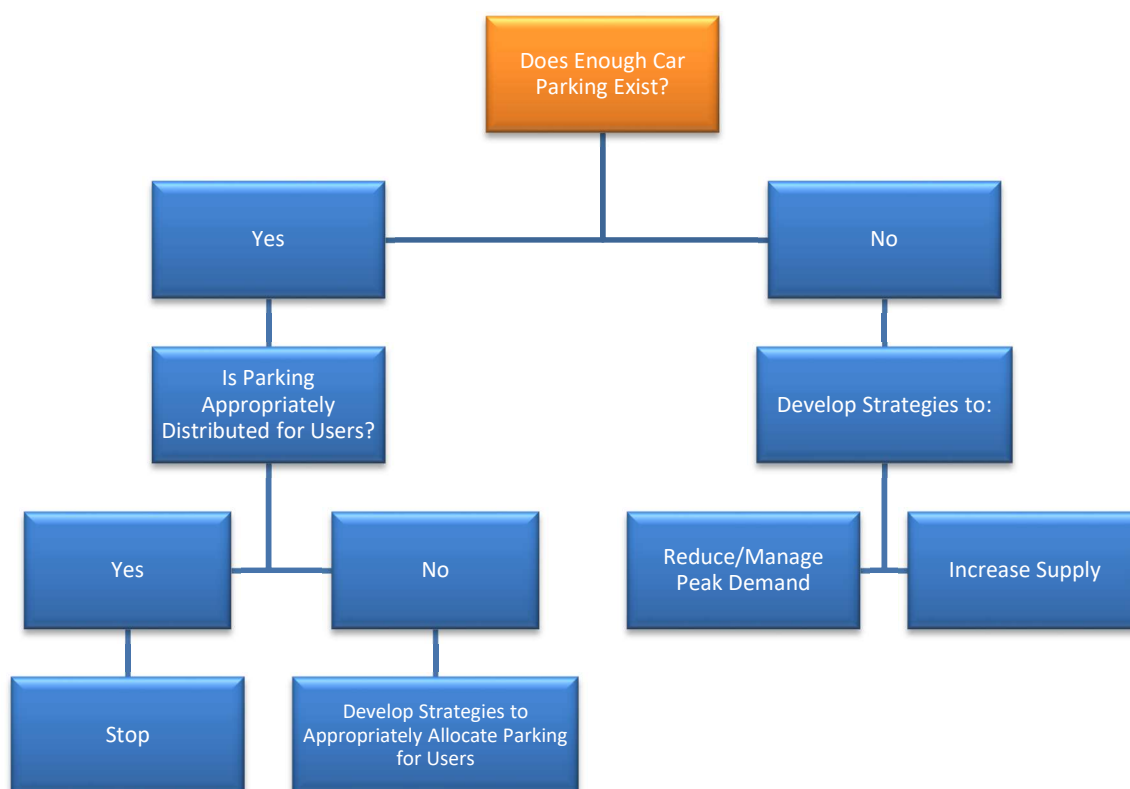 Does Enough Car
Parking Exist?
Yes
No
Is Parking
Appropriately
Distributed for Users?
Develop Strategies to:
Yes
No
Reduce/Manage
Peak Demand
Increase Supply
Stop
Develop Strategies to
Appropriately Allocate Parking
for Users